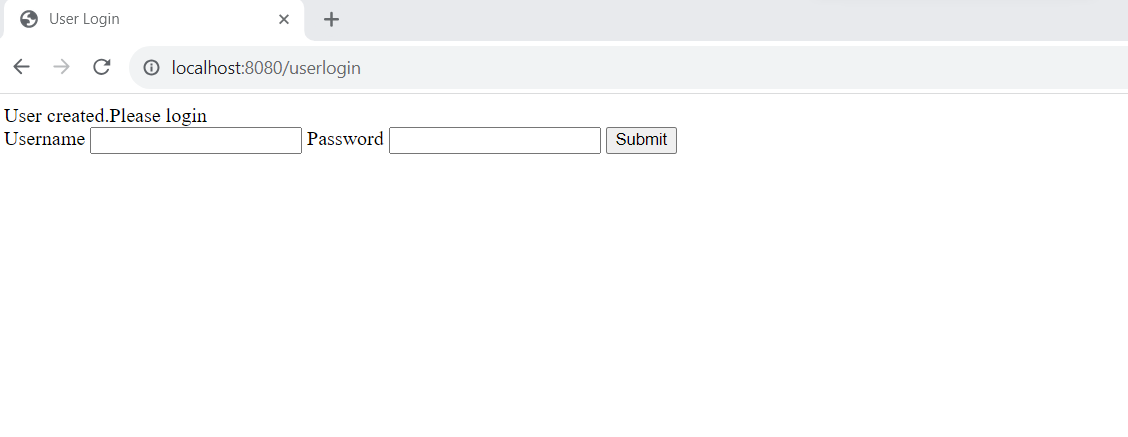 User Login
localhost:8080/userlogin
User created.Please login
Username Password Submit